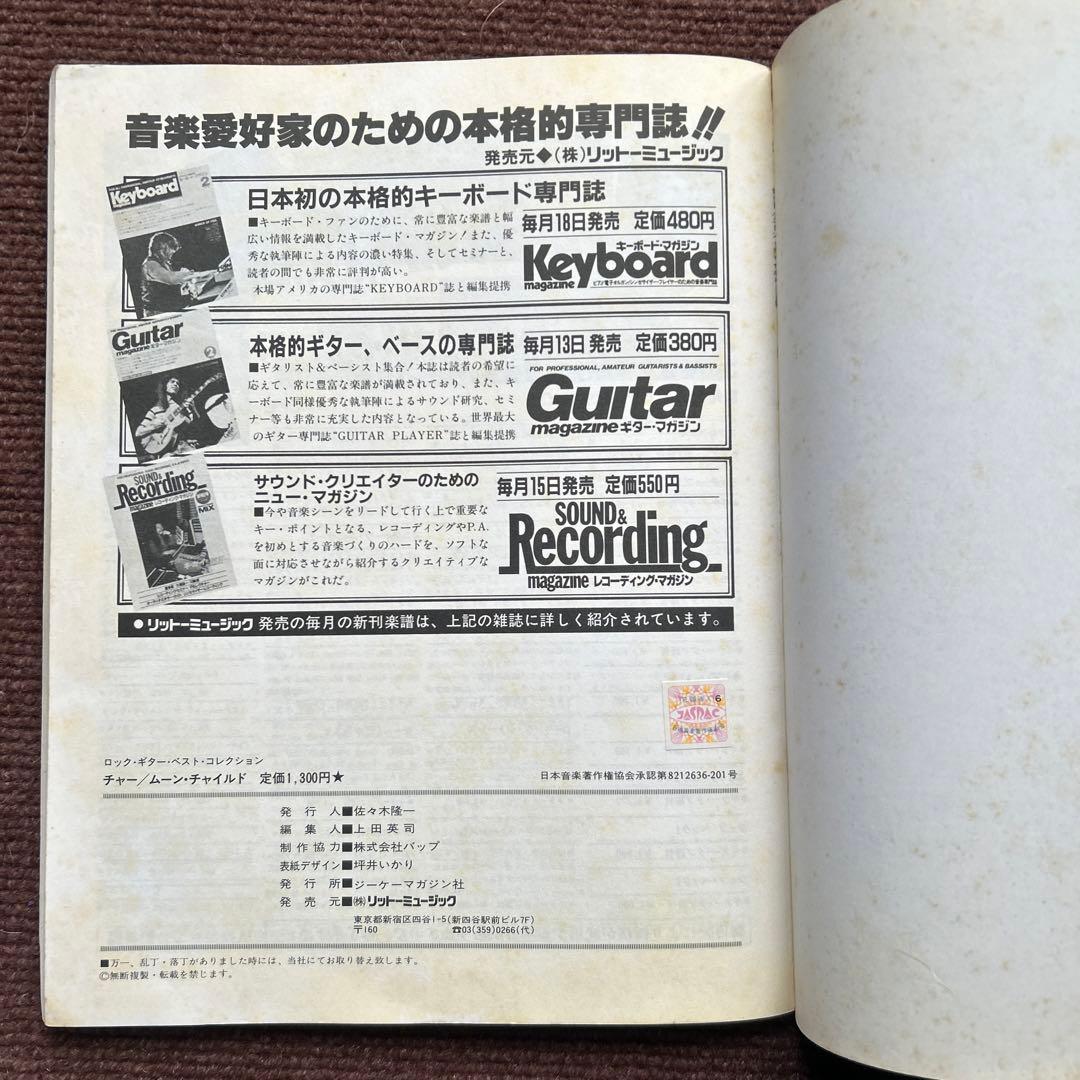 音楽愛好家のための本格的専門誌!!
発売元◆(株)リットーミュージック
Keyboard
2
日本初の本格的キーボード専門誌
■キーボード・ファンのために、常に豊富な楽譜と幅
広い情報を満載したキーボード・マガジン!また、優
秀な執筆陣による内容の濃い特集、そしてセミナーと、
読者の間でも非常に評判が高い。
本場アメリカの専門誌“KEYBOARD”誌と編集提携
毎月18日発売 定価480円
キーボード・マガジン
Keyboard
magazine
Guitar
magazine ギター・マガジン
2
本格的ギター、ベースの専門誌
■ギタリスト&ベーシスト集合!本誌は読者の希望に
応えて、常に豊富な楽譜が満載されており、また、キ
ーボード同様優秀な執筆陣によるサウンド研究、セミ
ナー等も非常に充実した内容となっている。世界最大
のギター専門誌“GUITAR PLAYER”誌と編集提携
毎月13日発売 定価380円
FOR PROFESSIONAL, AMATEUR GUITARISTS & BASSISTS
Guitar
magazine ギター・マガジン
SOUND&
Recording
magazine レコーディング・マガジン
MIX
サウンド・クリエイターのための
ニュー・マガジン
■今や音楽シーンをリードして行く上で重要な
キー・ポイントとなる、レコーディングやP.A.
を初めとする音楽づくりのハードを、ソフトな
面に対応させながら紹介するクリエイティブな
マガジンがこれだ。
毎月15日発売 定価550円
SOUND&
Recording
magazine レコーディング・マガジン
●リットーミュージック発売の毎月の新刊楽譜は、上記の雑誌に詳しく紹介されています。
6
JASRAC
ロック・ギター・ベスト・コレクション
チャー/ムーン・チャイルド 定価1,300円★
日本音楽著作権協会承認第8212636-201号
発行人■佐々木隆一
編集人■上田英司
制作協力■株式会社バップ
表紙デザイン■坪井いかり
発行所■ジーケーマガジン社
発売元■㈱リットーミュージック
東京都新宿区四谷1-5(新四谷駅前ビル7F)
〒160 ☎03(359)0266(代)
■万一、乱丁・落丁がありました時には、当社にてお取り替え致します。
©無断複製・転載を禁じます。